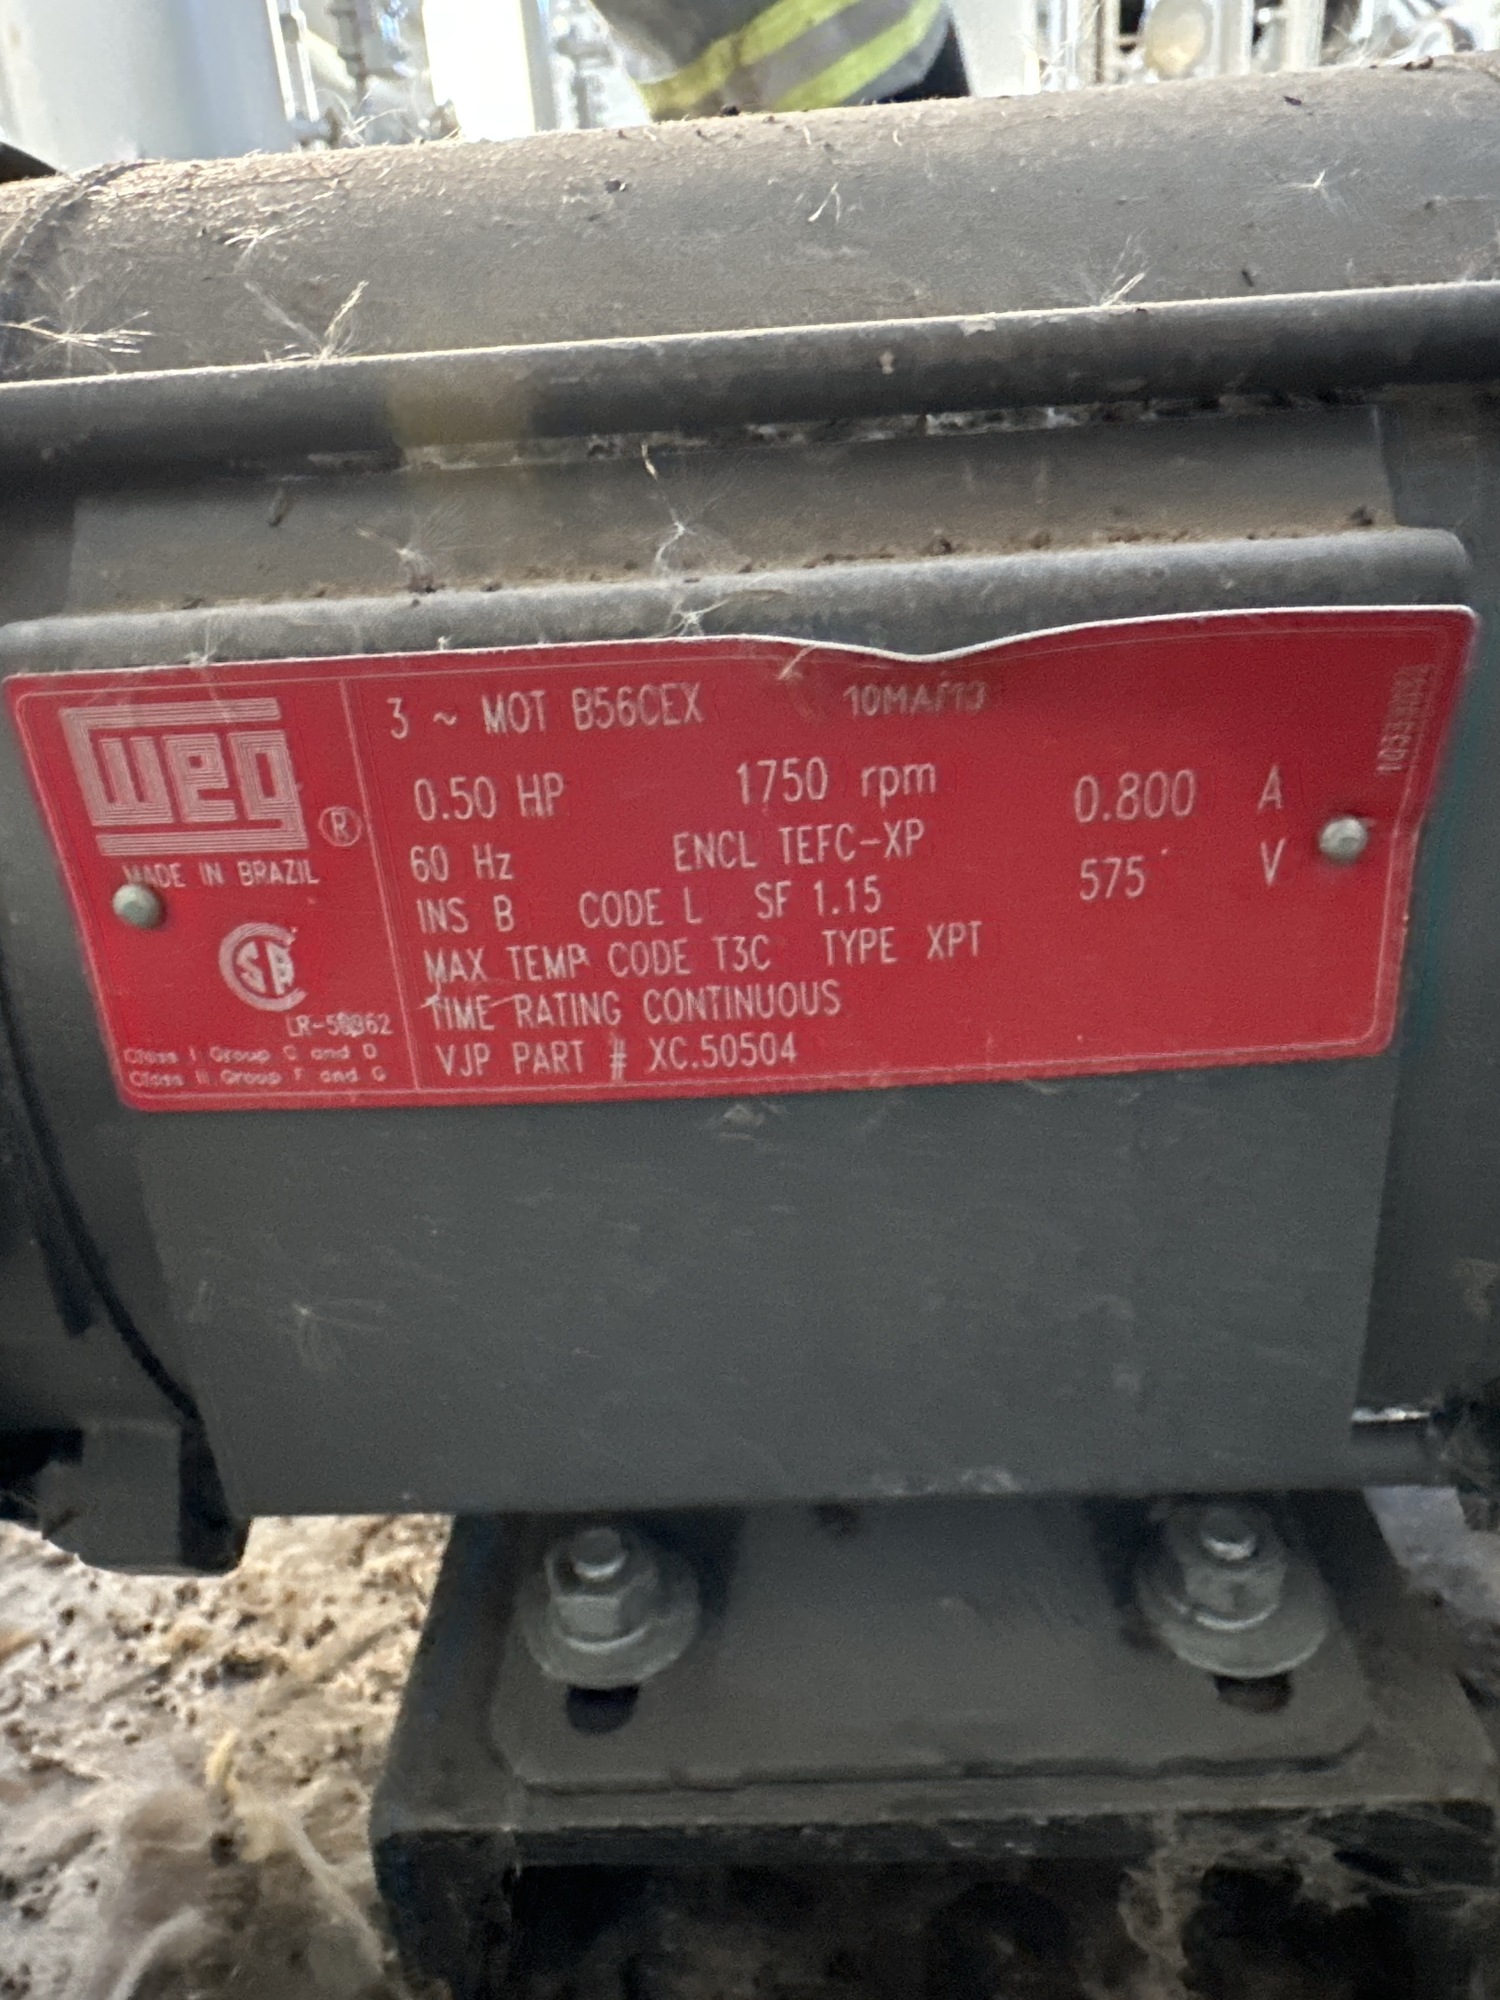 weg
®
MADE IN BRAZIL
SA
LR-50962
Class I Group C and D
Class II Group F and G
3 ~ MOT B56CEX
0.50 HP 1750 rpm 0.800 A
60 Hz ENCL TEFC-XP 575 V
INS B CODE L SF 1.15
MAX TEMP CODE T3C TYPE XPT
TIME RATING CONTINUOUS
VJP PART # XC.50504